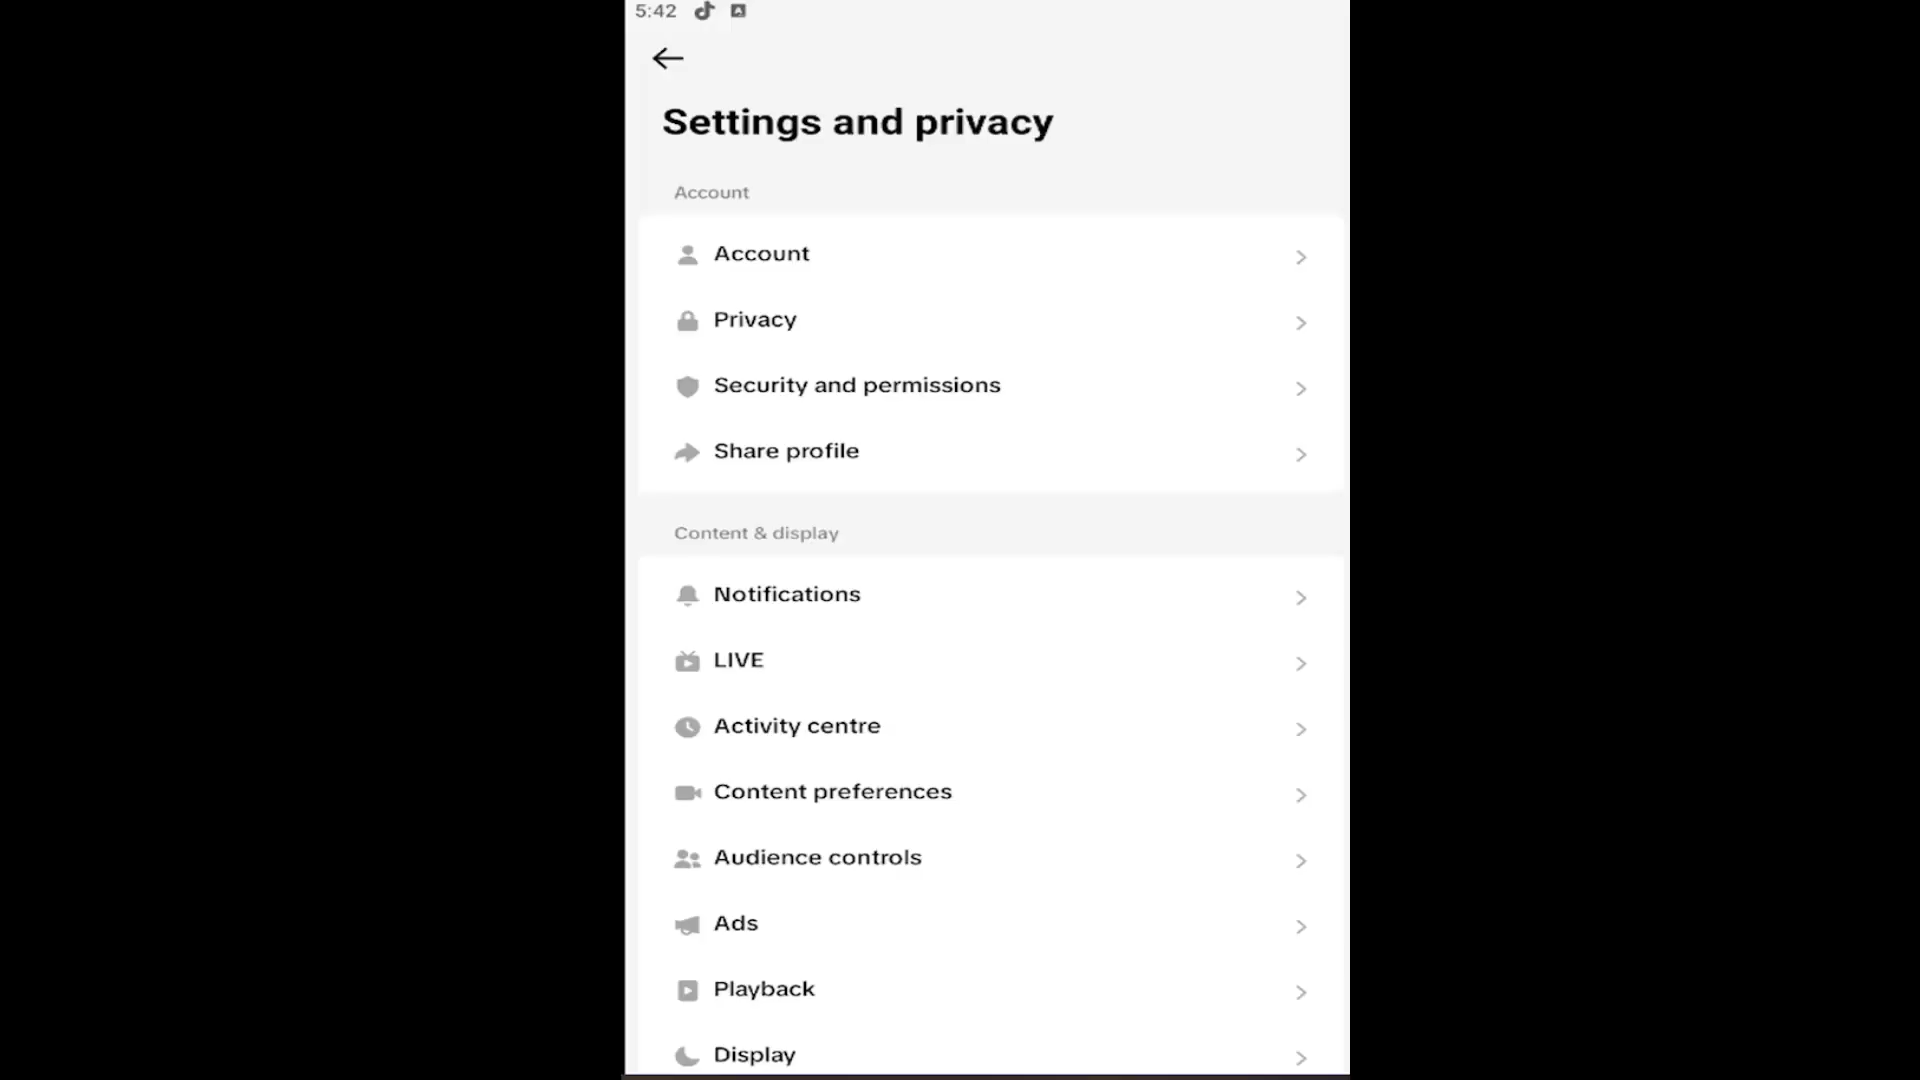 5:42
Settings and privacy
Account
Account
Privacy
Security and permissions
Share profile
Content & display
Notifications
LIVE
Activity centre
Content preferences
Audience controls
Ads
Playback
Display